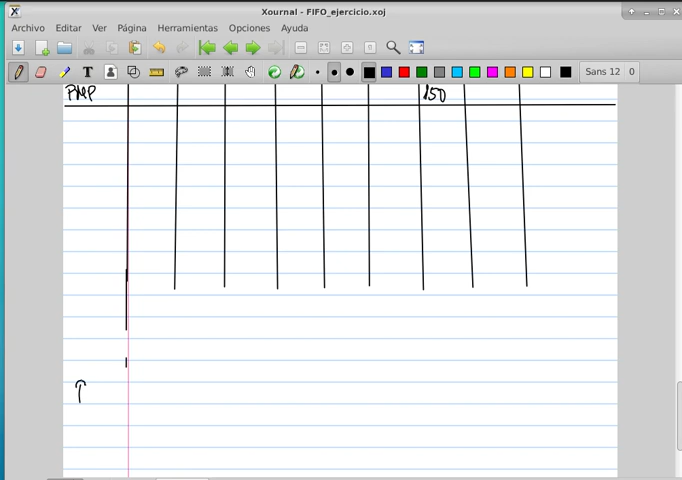 Xournal - FIFO_ejercicio.xoj
Archivo Editar Ver Página Herramientas Opciones Ayuda
T Sans 12 0
PMP 150